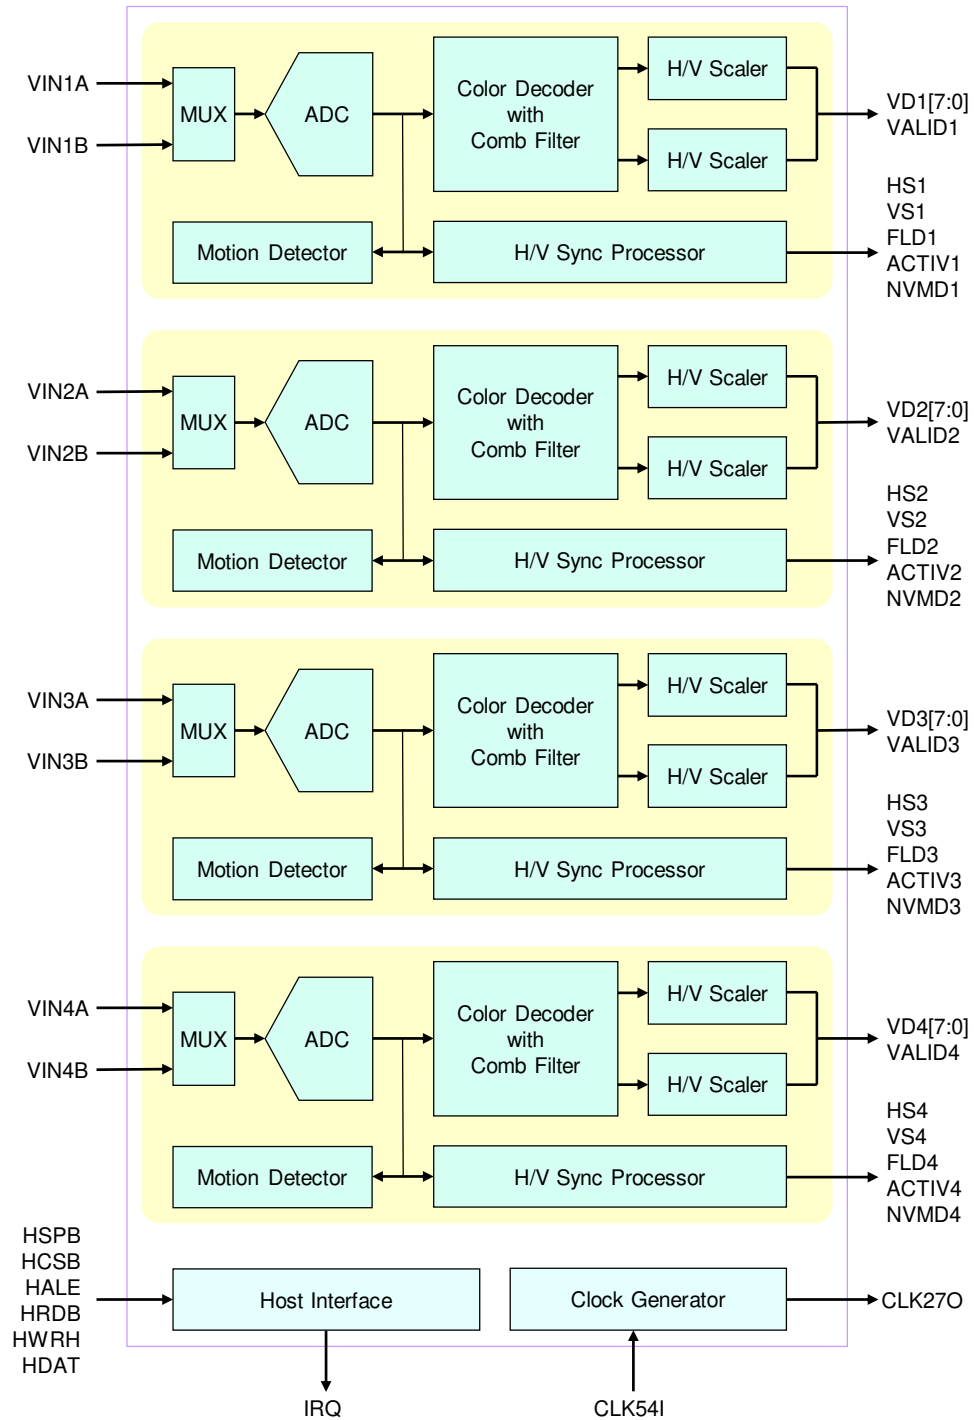 VIN1A
VIN1B
MUX
ADC
Color Decoder
with
Comb Filter
H/V Scaler
H/V Scaler
VD1[7:0]
VALID1
Motion Detector
H/V Sync Processor
HS1
VS1
FLD1
ACTIV1
NVMD1
VIN2A
VIN2B
MUX
ADC
Color Decoder
with
Comb Filter
H/V Scaler
H/V Scaler
VD2[7:0]
VALID2
Motion Detector
H/V Sync Processor
HS2
VS2
FLD2
ACTIV2
NVMD2
VIN3A
VIN3B
MUX
ADC
Color Decoder
with
Comb Filter
H/V Scaler
H/V Scaler
VD3[7:0]
VALID3
Motion Detector
H/V Sync Processor
HS3
VS3
FLD3
ACTIV3
NVMD3
VIN4A
VIN4B
MUX
ADC
Color Decoder
with
Comb Filter
H/V Scaler
H/V Scaler
VD4[7:0]
VALID4
Motion Detector
H/V Sync Processor
HS4
VS4
FLD4
ACTIV4
NVMD4
HSPB
HCSB
HALE
HRDB
HWRH
HDAT
Host Interface
Clock Generator
CLK27O
IRQ
CLK54I